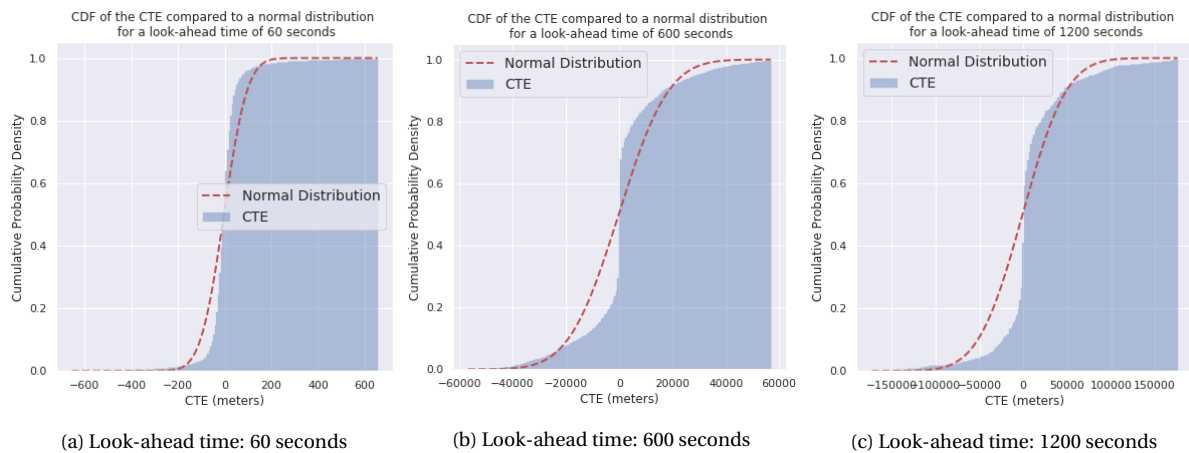 CDF of the CTE compared to a normal distribution
for a look-ahead time of 60 seconds
1.0
0.8
0.6
0.4
0.2
0.0
Cumulative Probability Density
Normal Distribution
CTE
−600
−400
−200
0
200
400
600
CTE (meters)
(a) Look-ahead time: 60 seconds
CDF of the CTE compared to a normal distribution
for a look-ahead time of 600 seconds
1.0
0.8
0.6
0.4
0.2
0.0
Cumulative Probability Density
Normal Distribution
CTE
−60000
−40000
−20000
0
20000
40000
60000
CTE (meters)
(b) Look-ahead time: 600 seconds
CDF of the CTE compared to a normal distribution
for a look-ahead time of 1200 seconds
1.0
0.8
0.6
0.4
0.2
0.0
Cumulative Probability Density
Normal Distribution
CTE
−150000
−100000
−50000
0
50000
100000
150000
CTE (meters)
(c) Look-ahead time: 1200 seconds